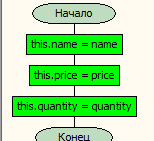 Начало
this.name = name
this.price = price
this.quantity = quantity
Конец